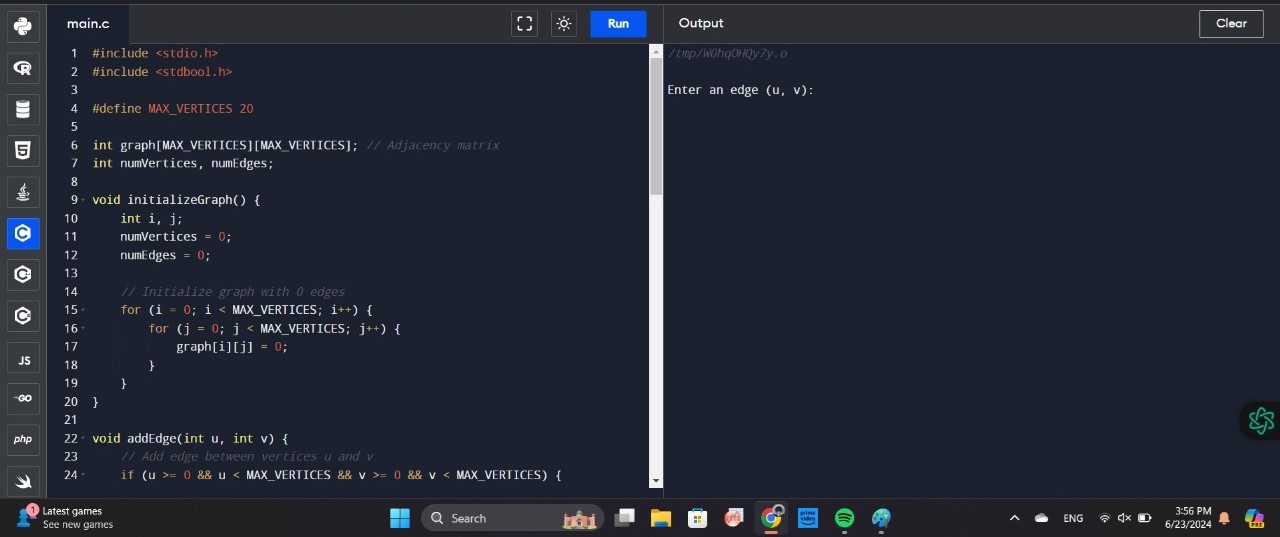 main.c
Run
Output
Clear
1 #include <stdio.h>
2 #include <stdbool.h>
3
4 #define MAX_VERTICES 20
5
6 int graph[MAX_VERTICES][MAX_VERTICES]; // Adjacency matrix
7 int numVertices, numEdges;
8
9 void initializeGraph() {
10 int i, j;
11 numVertices = 0;
12 numEdges = 0;
13
14 // Initialize graph with 0 edges
15 for (i = 0; i < MAX_VERTICES; i++) {
16 for (j = 0; j < MAX_VERTICES; j++) {
17 graph[i][j] = 0;
18 }
19 }
20 }
21
22 void addEdge(int u, int v) {
23 // Add edge between vertices u and v
24 if (u >= 0 && u < MAX_VERTICES && v >= 0 && v < MAX_VERTICES) {
Enter an edge (u, v):
R
5
C
C
C
JS
GO
php
1
Latest games
See new games
Search
prime video
ENG
3:56 PM
6/23/2024
PRE